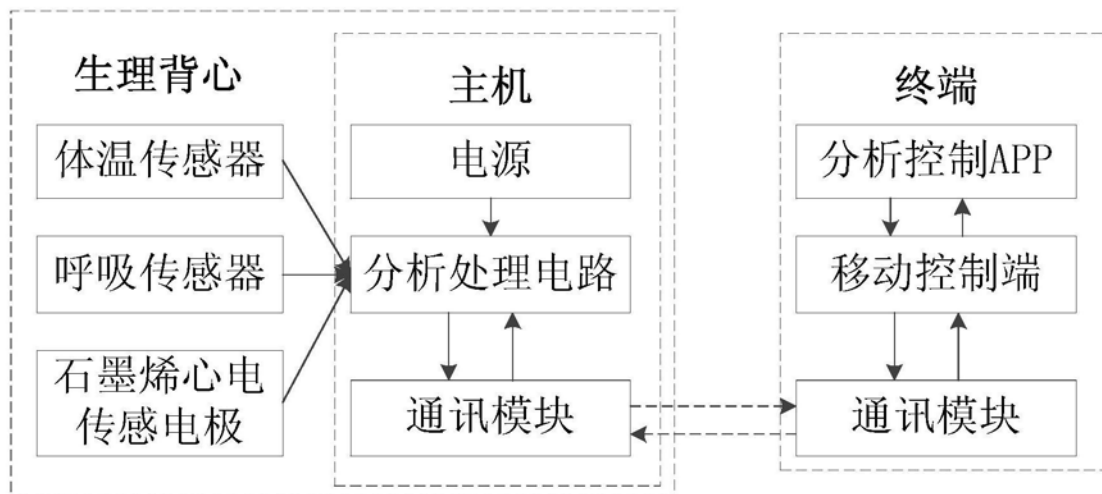 生理背心
体温传感器
呼吸传感器
石墨烯心电
传感电极
主机
电源
分析处理电路
通讯模块
终端
分析控制APP
移动控制端
通讯模块